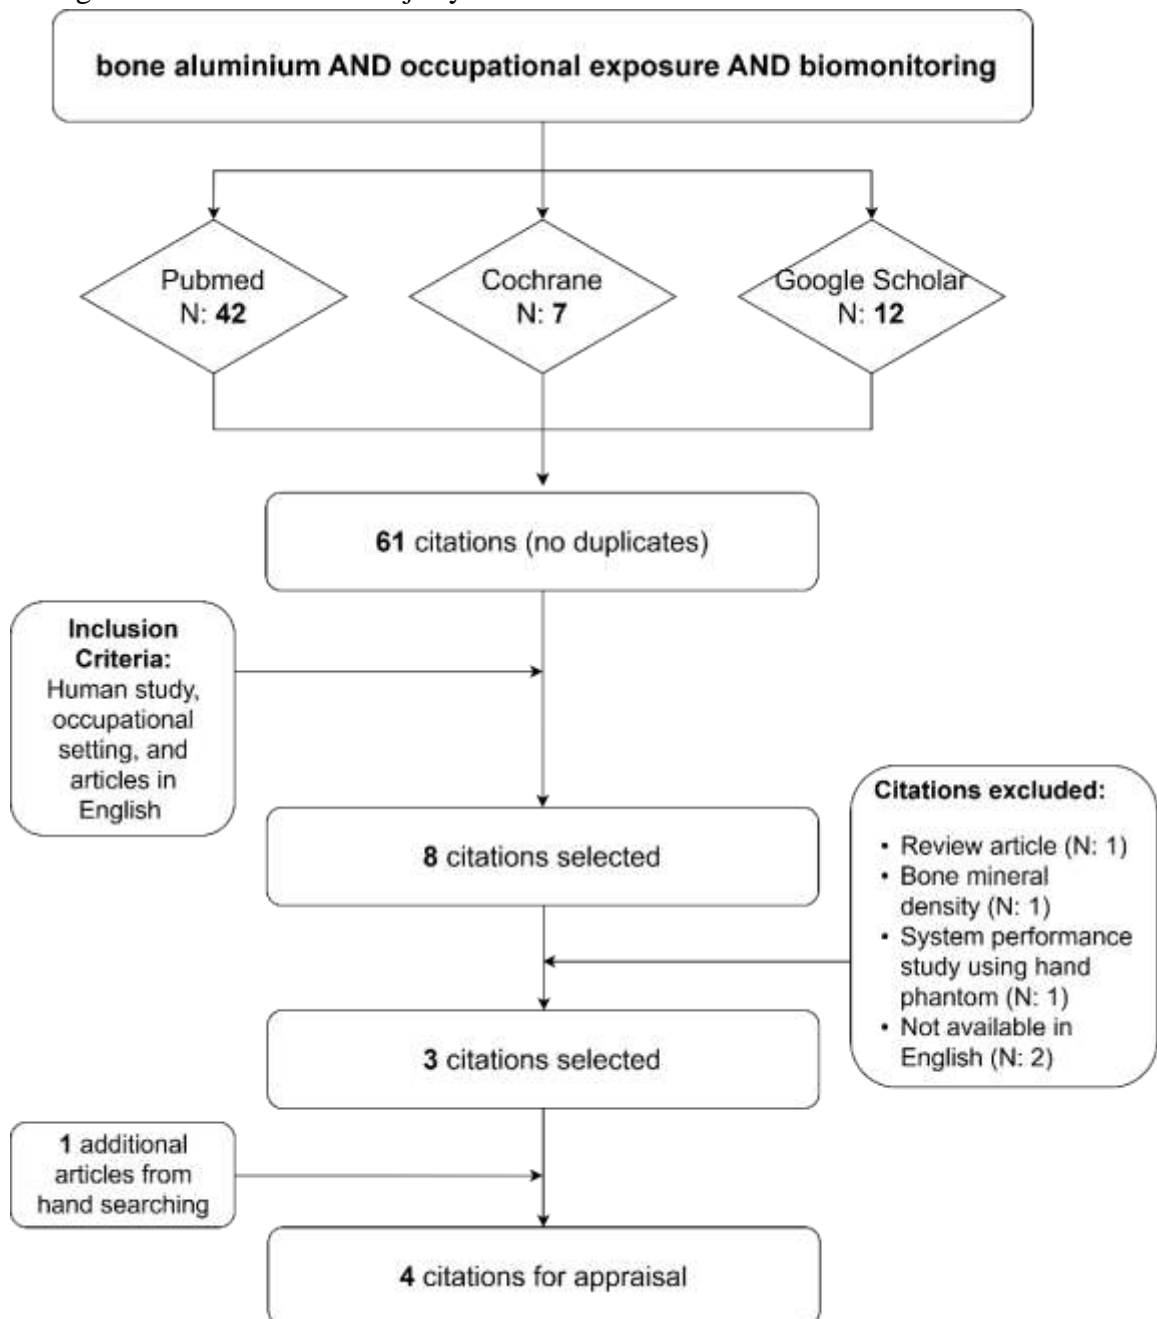 bone aluminium AND occupational exposure AND biomonitoring
Pubmed
N: 42
Cochrane
N: 7
Google Scholar
N: 12
61 citations (no duplicates)
Inclusion
Criteria:
Human study,
occupational
setting, and
articles in
English
8 citations selected
Citations excluded:
• Review article (N: 1)
• Bone mineral
density (N: 1)
• System performance
study using hand
phantom (N: 1)
• Not available in
English (N: 2)
3 citations selected
1 additional
articles from
hand searching
4 citations for appraisal